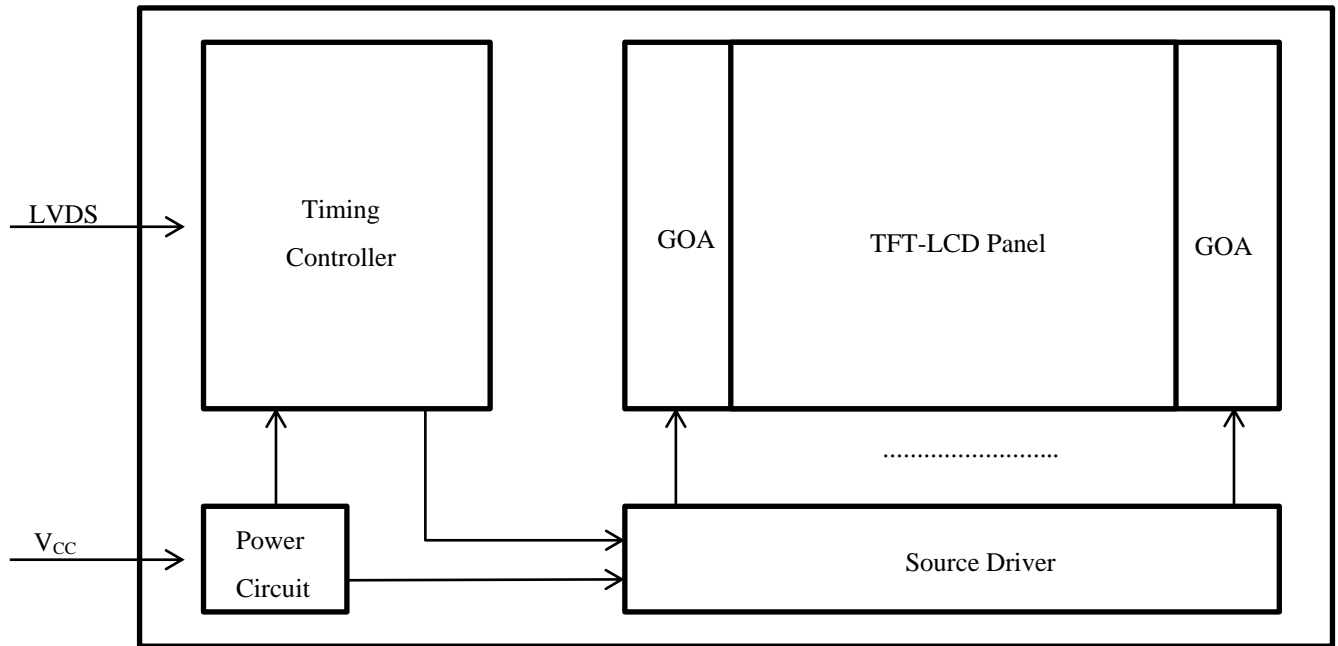 LVDS
Timing
Controller
GOA
TFT-LCD Panel
GOA
..........................
VCC
Power
Circuit
Source Driver